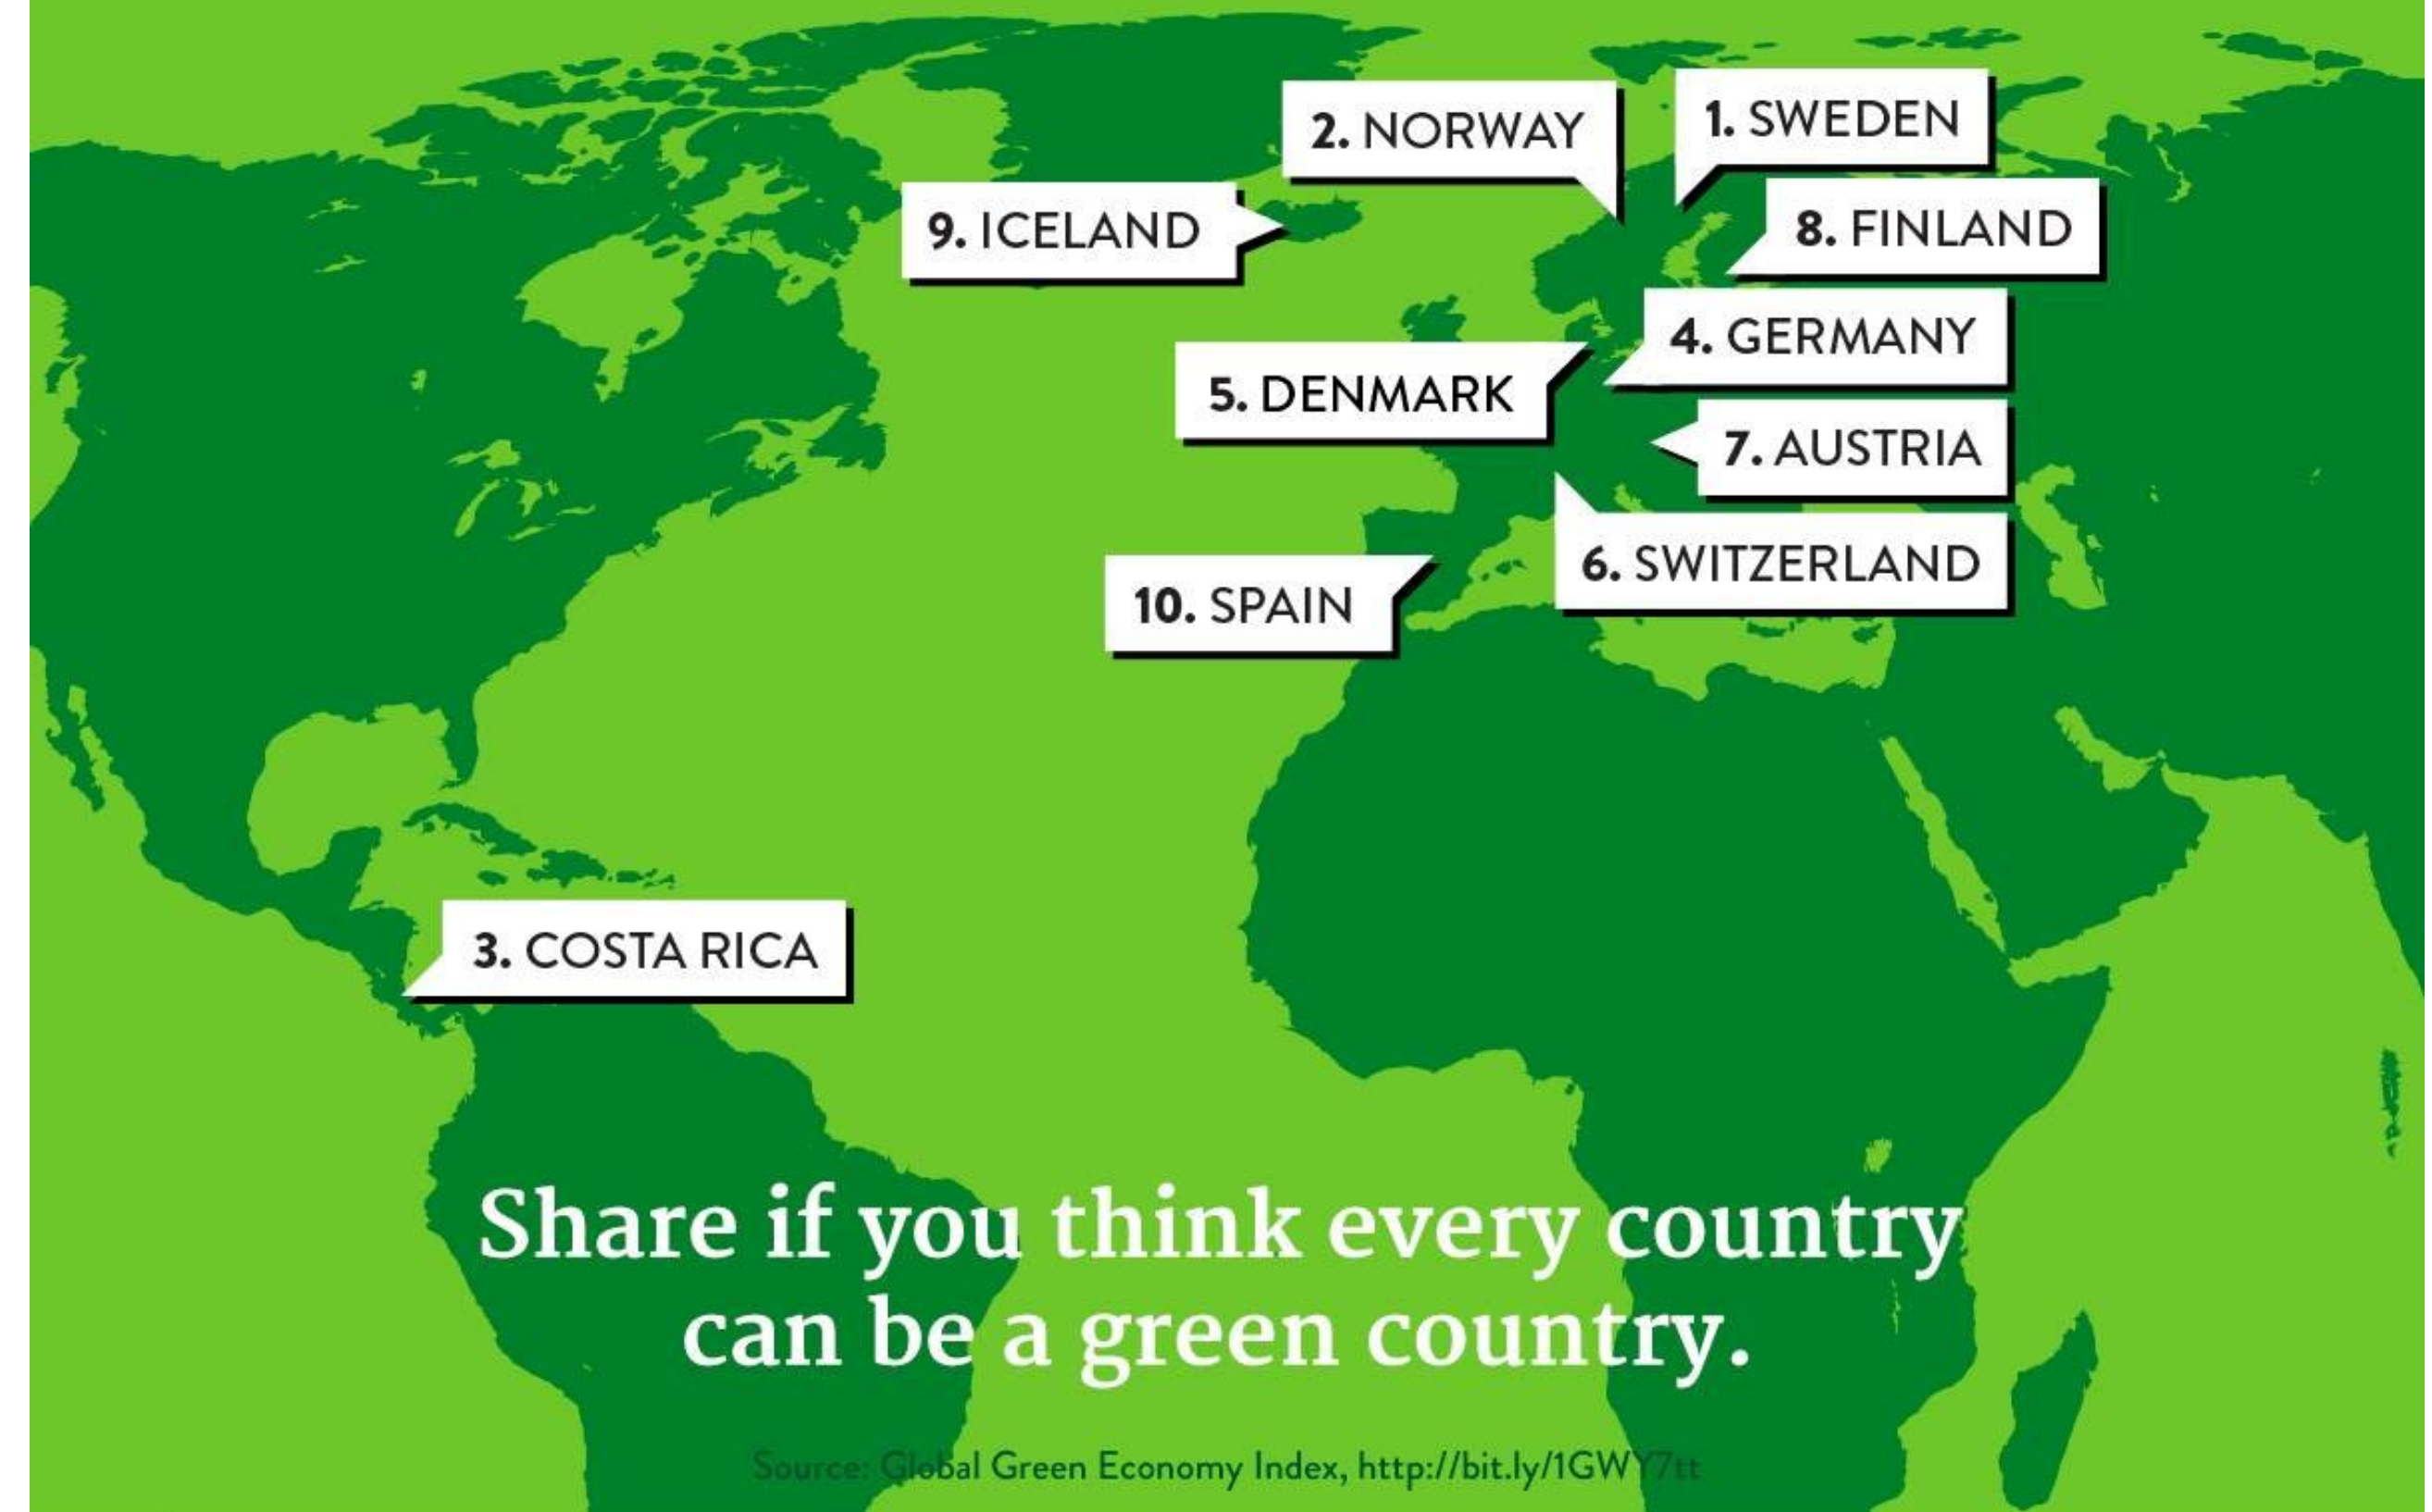 2. NORWAY
1. SWEDEN
9. ICELAND
8. FINLAND
4. GERMANY
5. DENMARK
7. AUSTRIA
6. SWITZERLAND
10. SPAIN
3. COSTA RICA
Share if you think every country
can be a green country.
Source: Global Green Economy Index, http://bit.ly/1GWY7tt